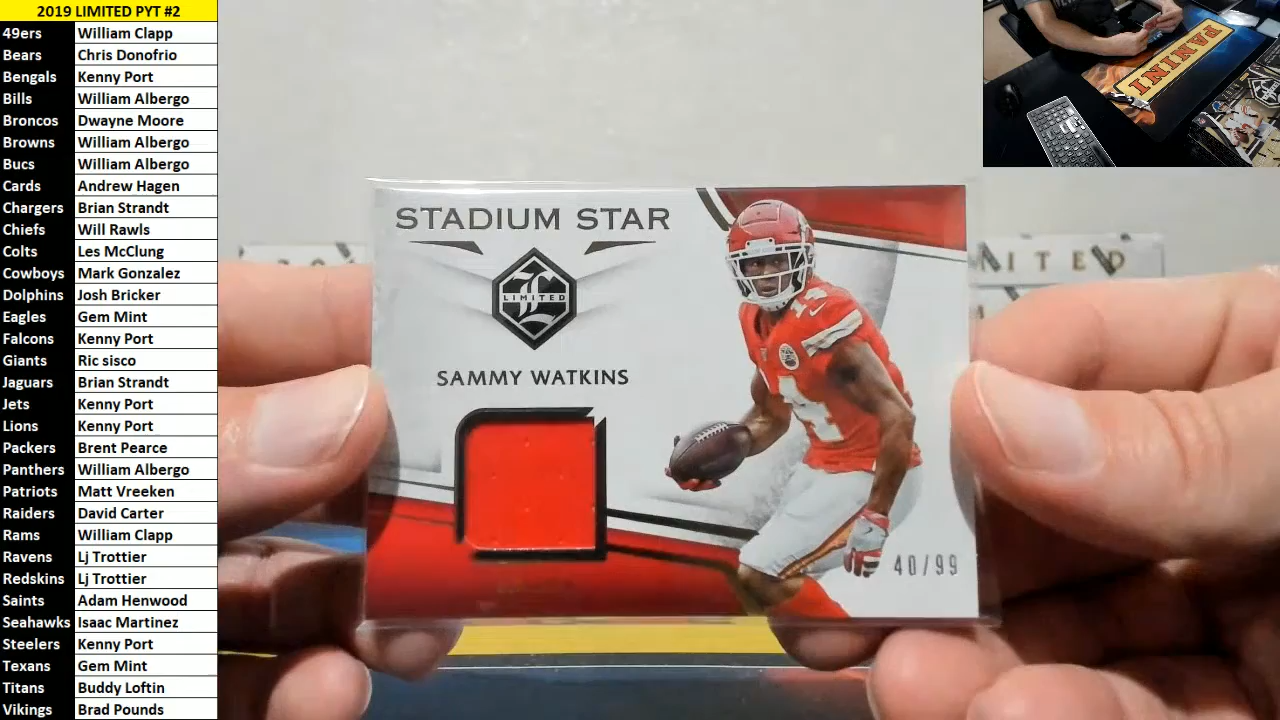 2019 LIMITED PYT #2
49ers William Clapp
Bears Chris Donofrio
Bengals Kenny Port
Bills William Albergo
Broncos Dwayne Moore
Browns William Albergo
Bucs William Albergo
Cards Andrew Hagen
Chargers Brian Strandt
Chiefs Will Rawls
Colts Les McClung
Cowboys Mark Gonzalez
Dolphins Josh Bricker
Eagles Gem Mint
Falcons Kenny Port
Giants Ric sisco
Jaguars Brian Strandt
Jets Kenny Port
Lions Kenny Port
Packers Brent Pearce
Panthers William Albergo
Patriots Matt Vreeken
Raiders David Carter
Rams William Clapp
Ravens Lj Trottier
Redskins Lj Trottier
Saints Adam Henwood
Seahawks Isaac Martinez
Steelers Kenny Port
Texans Gem Mint
Titans Buddy Loftin
Vikings Brad Pounds
PANINI
STADIUM STAR
L
LIMITED
SAMMY WATKINS
14
40/99